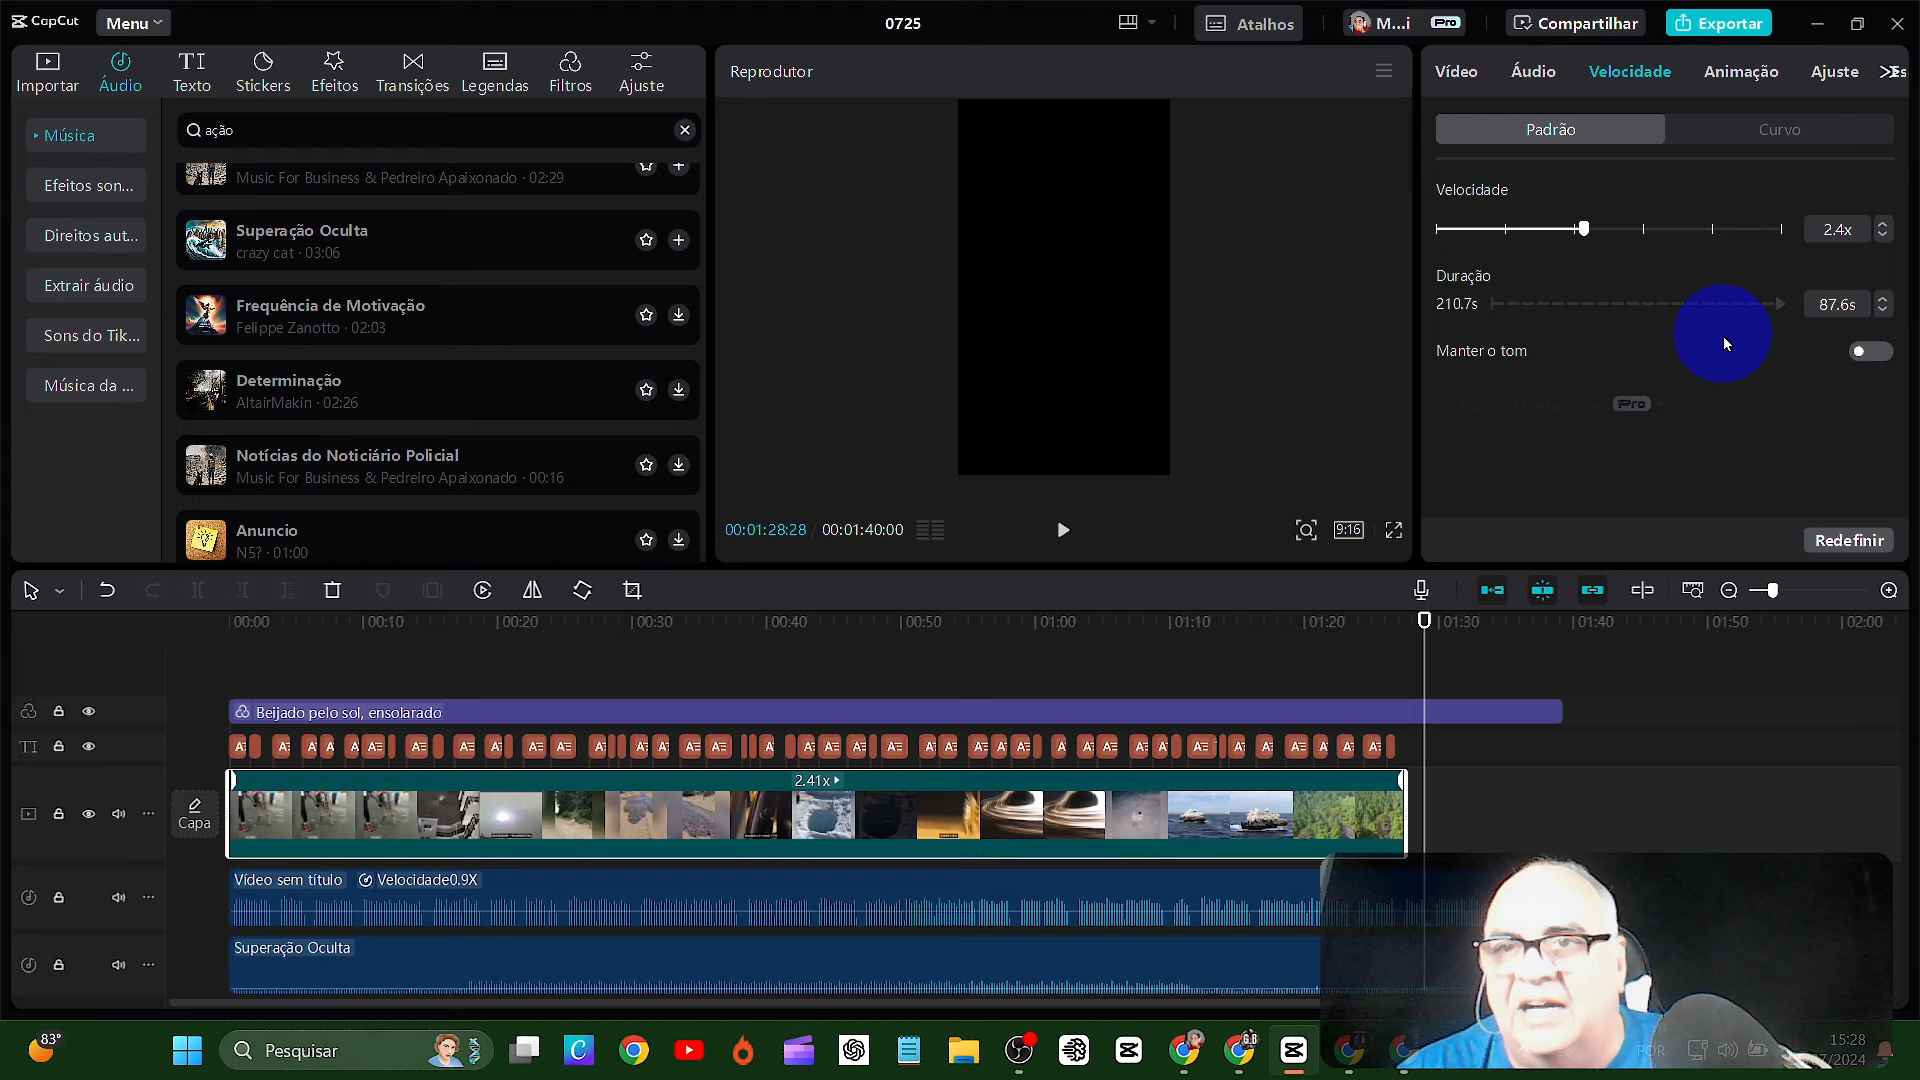 CapCut
Menu
0725
Atalhos
M...i
Pro
Compartilhar
Exportar
Importar
Áudio
Texto
Stickers
Efeitos
Transições
Legendas
Filtros
Ajuste
Música
Efeitos son...
Direitos aut...
Extrair áudio
Sons do Tik...
Música da ...
ação
Music For Business & Pedreiro Apaixonado · 02:29
Superação Oculta
crazy cat · 03:06
Frequência de Motivação
Felippe Zanotto · 02:03
Determinação
AltairMakin · 02:26
Notícias do Noticiário Policial
Music For Business & Pedreiro Apaixonado · 00:16
Anuncio
N5? · 01:00
Reprodutor
00:01:28:28 00:01:40:00
9:16
Vídeo
Áudio
Velocidade
Animação
Ajuste
Es
Padrão
Curvo
Velocidade
2.4x
Duração
210.7s
87.6s
Manter o tom
Pro
Redefinir
00:00 00:10 00:20 00:30 00:40 00:50 01:00 01:10 01:20 01:30 01:40 01:50 02:00
Beijado pelo sol, ensolarado
2.41x
Capa
Vídeo sem título Velocidade0.9X
Superação Oculta
83°
Pesquisar
G.B
POR
15:28
/07/2024